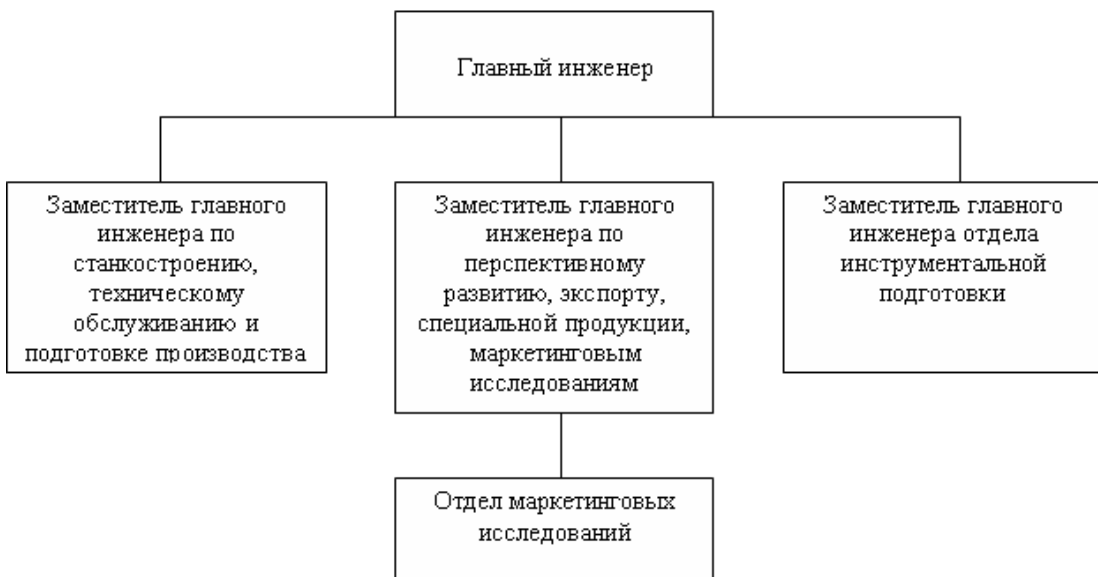 Главный инженер
Заместитель главного
инженера по
станкостроению,
техническому
обслуживанию и
подготовке производства
Заместитель главного
инженера по
перспективному
развитию, экспорту,
специальной продукции,
маркетинговым
исследованиям
Заместитель главного
инженера отдела
инструментальной
подготовки
Отдел маркетинговых
исследований